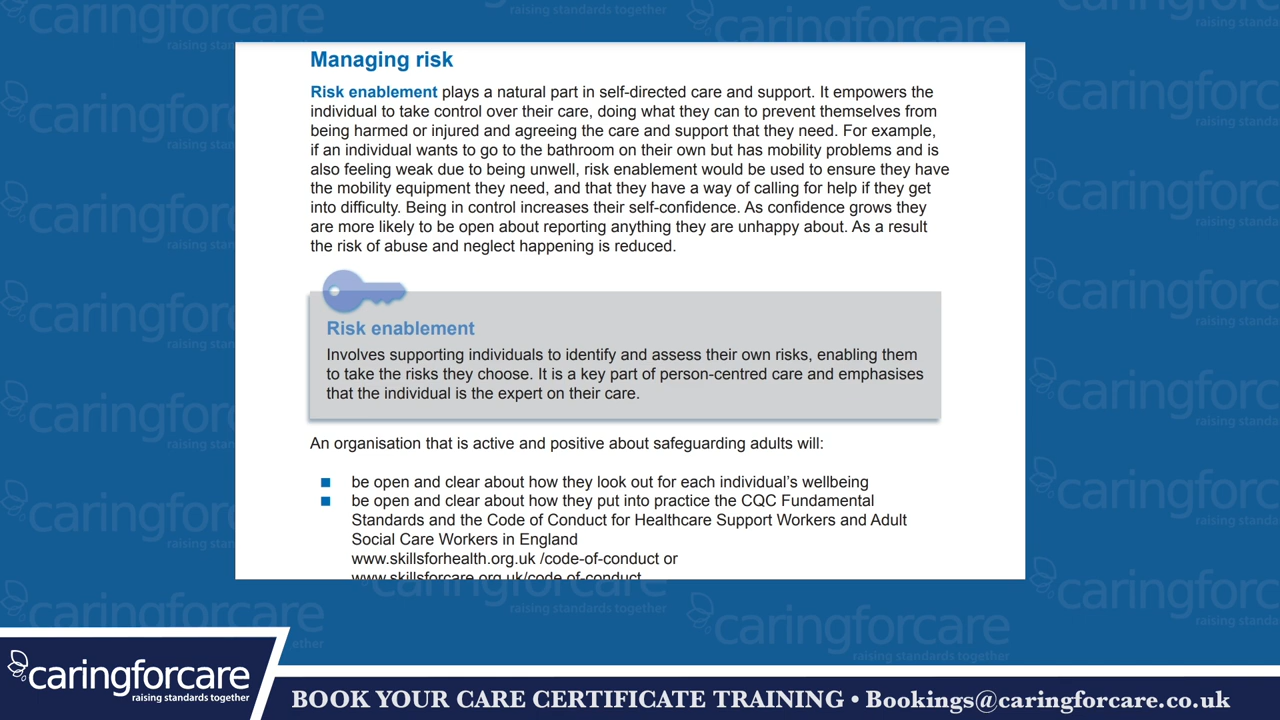 Managing risk
Risk enablement plays a natural part in self-directed care and support. It empowers the
individual to take control over their care, doing what they can to prevent themselves from
being harmed or injured and agreeing the care and support that they need. For example,
if an individual wants to go to the bathroom on their own but has mobility problems and is
also feeling weak due to being unwell, risk enablement would be used to ensure they have
the mobility equipment they need, and that they have a way of calling for help if they get
into difficulty. Being in control increases their self-confidence. As confidence grows they
are more likely to be open about reporting anything they are unhappy about. As a result
the risk of abuse and neglect happening is reduced.
Risk enablement
Involves supporting individuals to identify and assess their own risks, enabling them
to take the risks they choose. It is a key part of person-centred care and emphasises
that the individual is the expert on their care.
An organisation that is active and positive about safeguarding adults will:
■ be open and clear about how they look out for each individual’s wellbeing
■ be open and clear about how they put into practice the CQC Fundamental
Standards and the Code of Conduct for Healthcare Support Workers and Adult
Social Care Workers in England
www.skillsforhealth.org.uk /code-of-conduct or
www.skillsforcare.org.uk/code of-conduct
caringforcare
raising standards together
BOOK YOUR CARE CERTIFICATE TRAINING • Bookings@caringforcare.co.uk